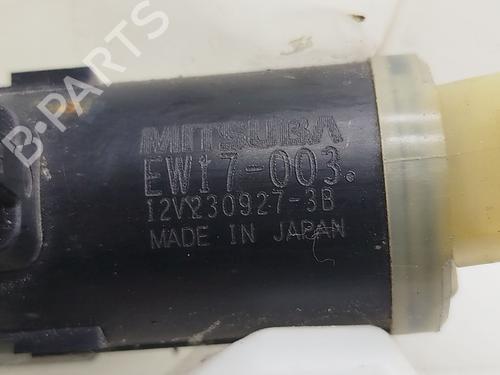 B-PARTS
MITSUBA
EW17-003.
12V230927-3B
MADE IN JAPAN